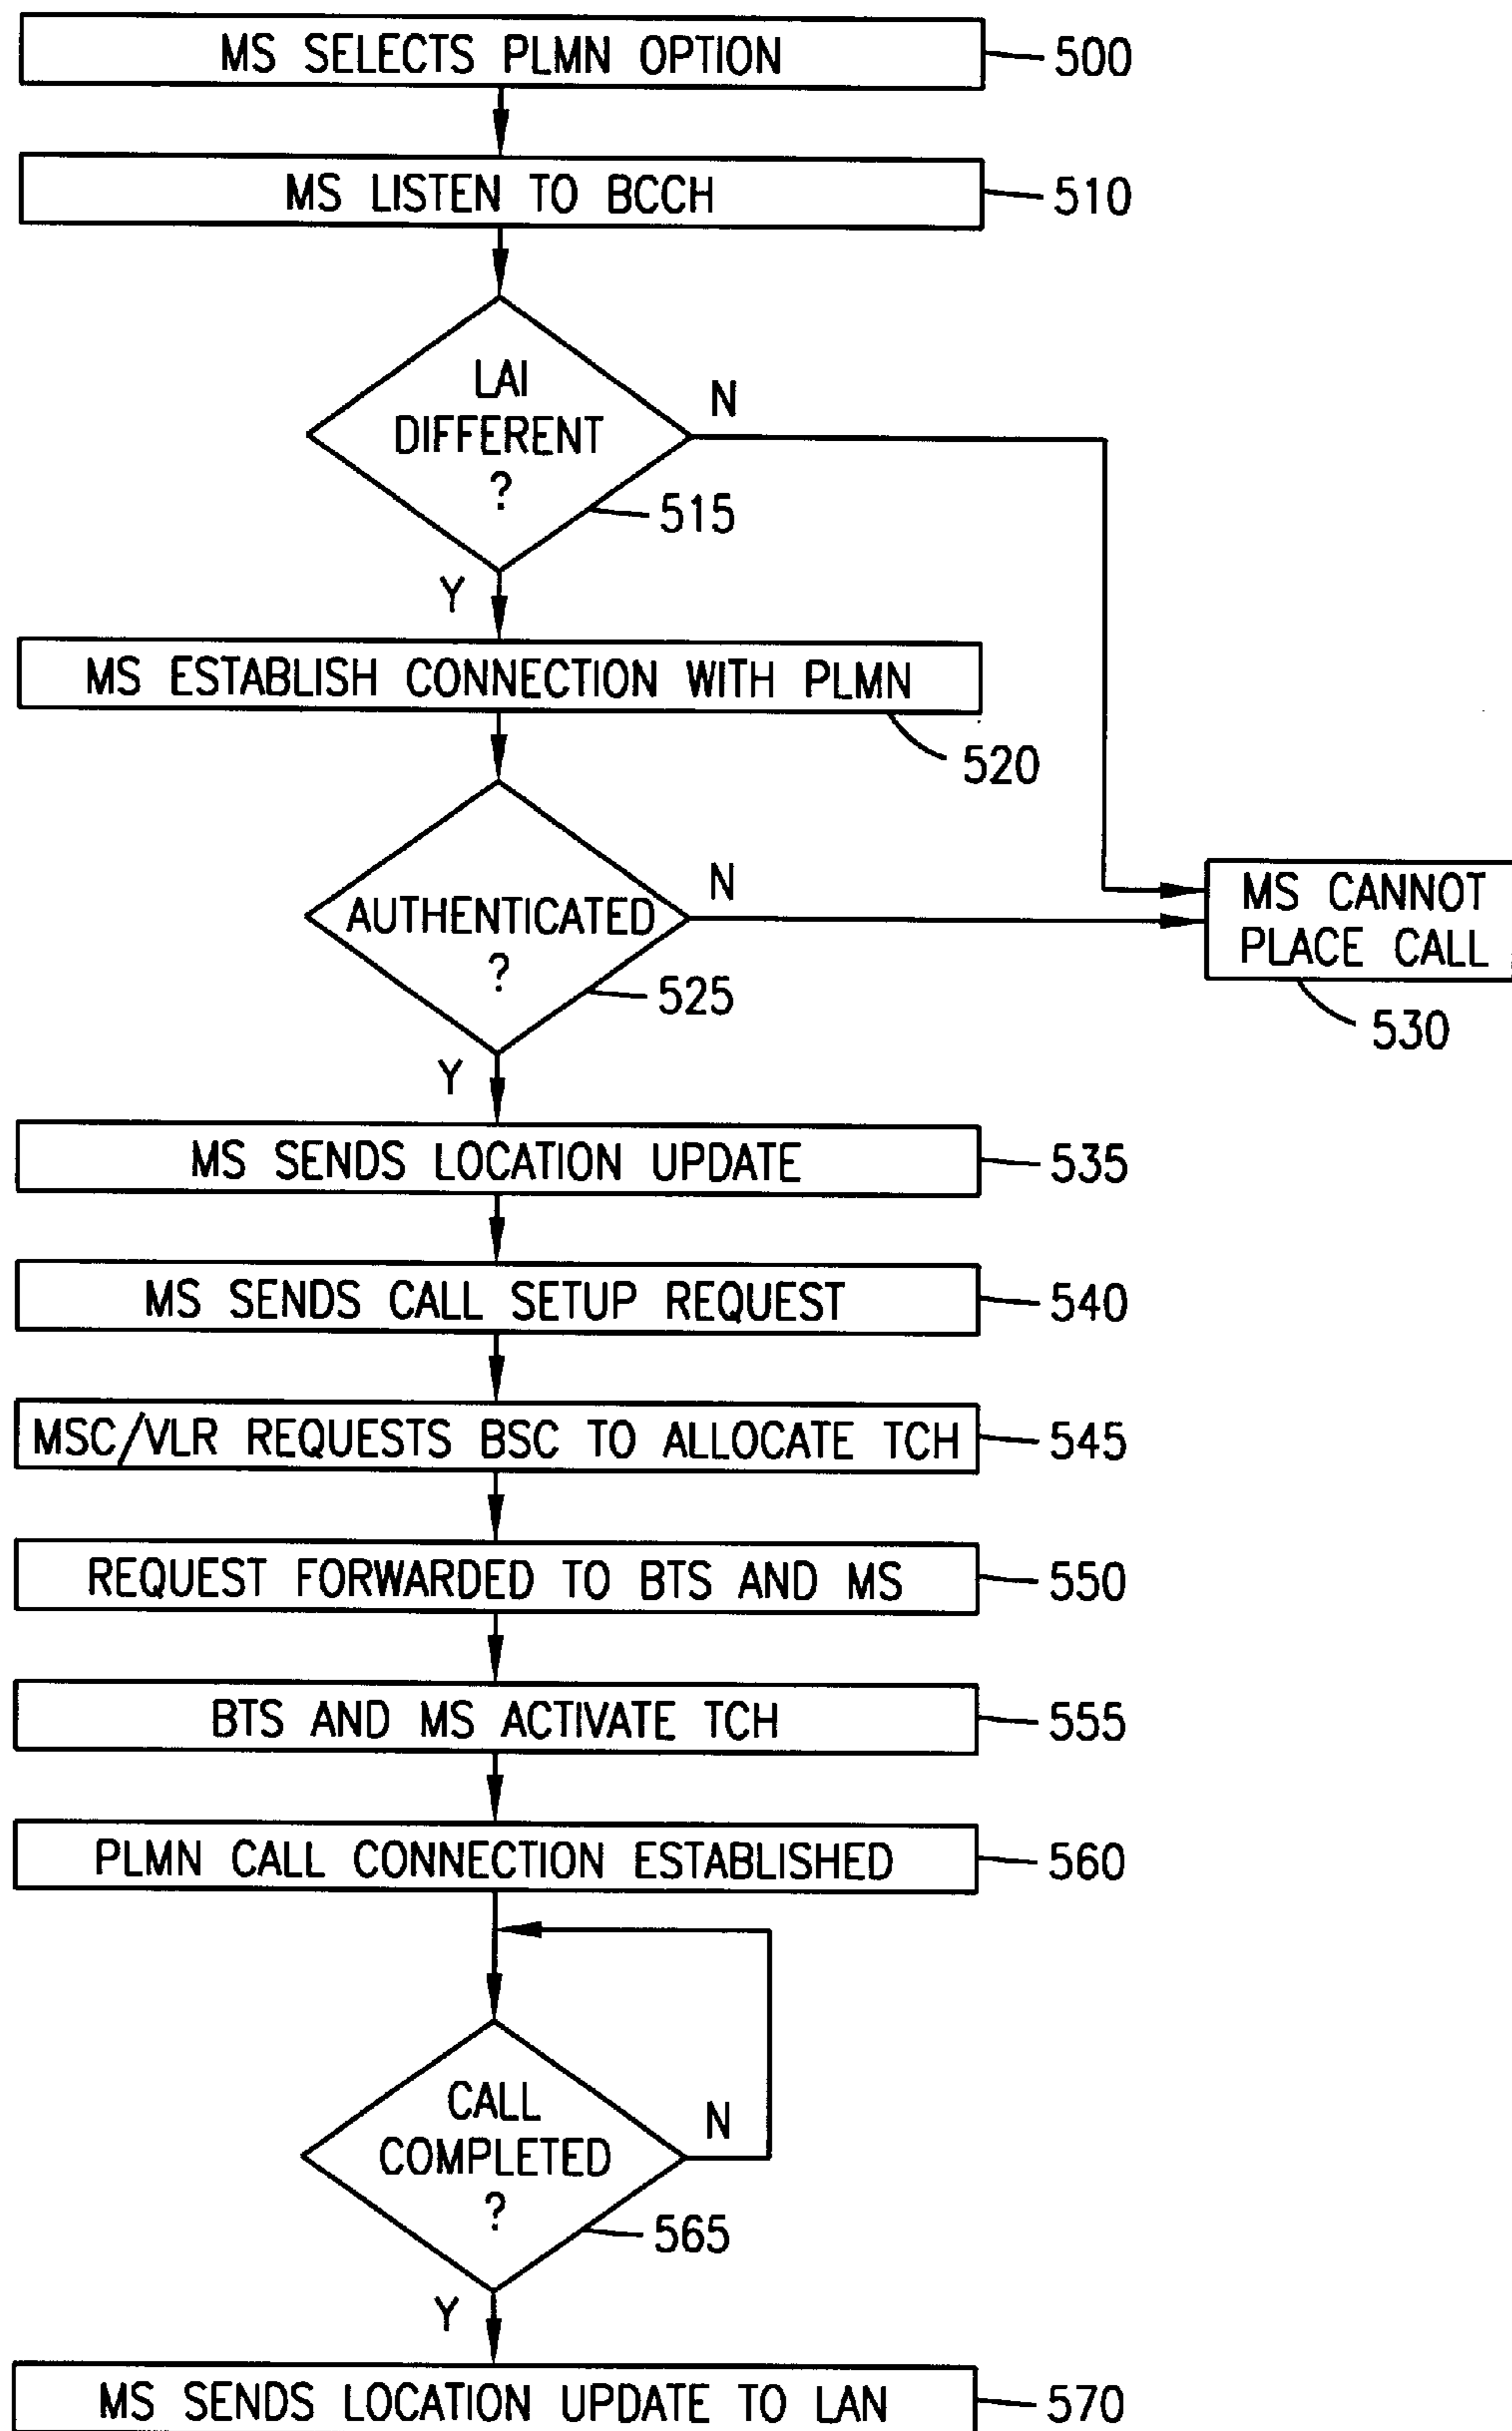 MS SELECTS PLMN OPTION
500
MS LISTEN TO BCCH
510
LAI
DIFFERENT
?
N
515
Y
MS ESTABLISH CONNECTION WITH PLMN
520
AUTHENTICATED
?
N
525
MS CANNOT
PLACE CALL
530
Y
MS SENDS LOCATION UPDATE
535
MS SENDS CALL SETUP REQUEST
540
MSC/VLR REQUESTS BSC TO ALLOCATE TCH
545
REQUEST FORWARDED TO BTS AND MS
550
BTS AND MS ACTIVATE TCH
555
PLMN CALL CONNECTION ESTABLISHED
560
CALL
COMPLETED
?
N
565
Y
MS SENDS LOCATION UPDATE TO LAN
570